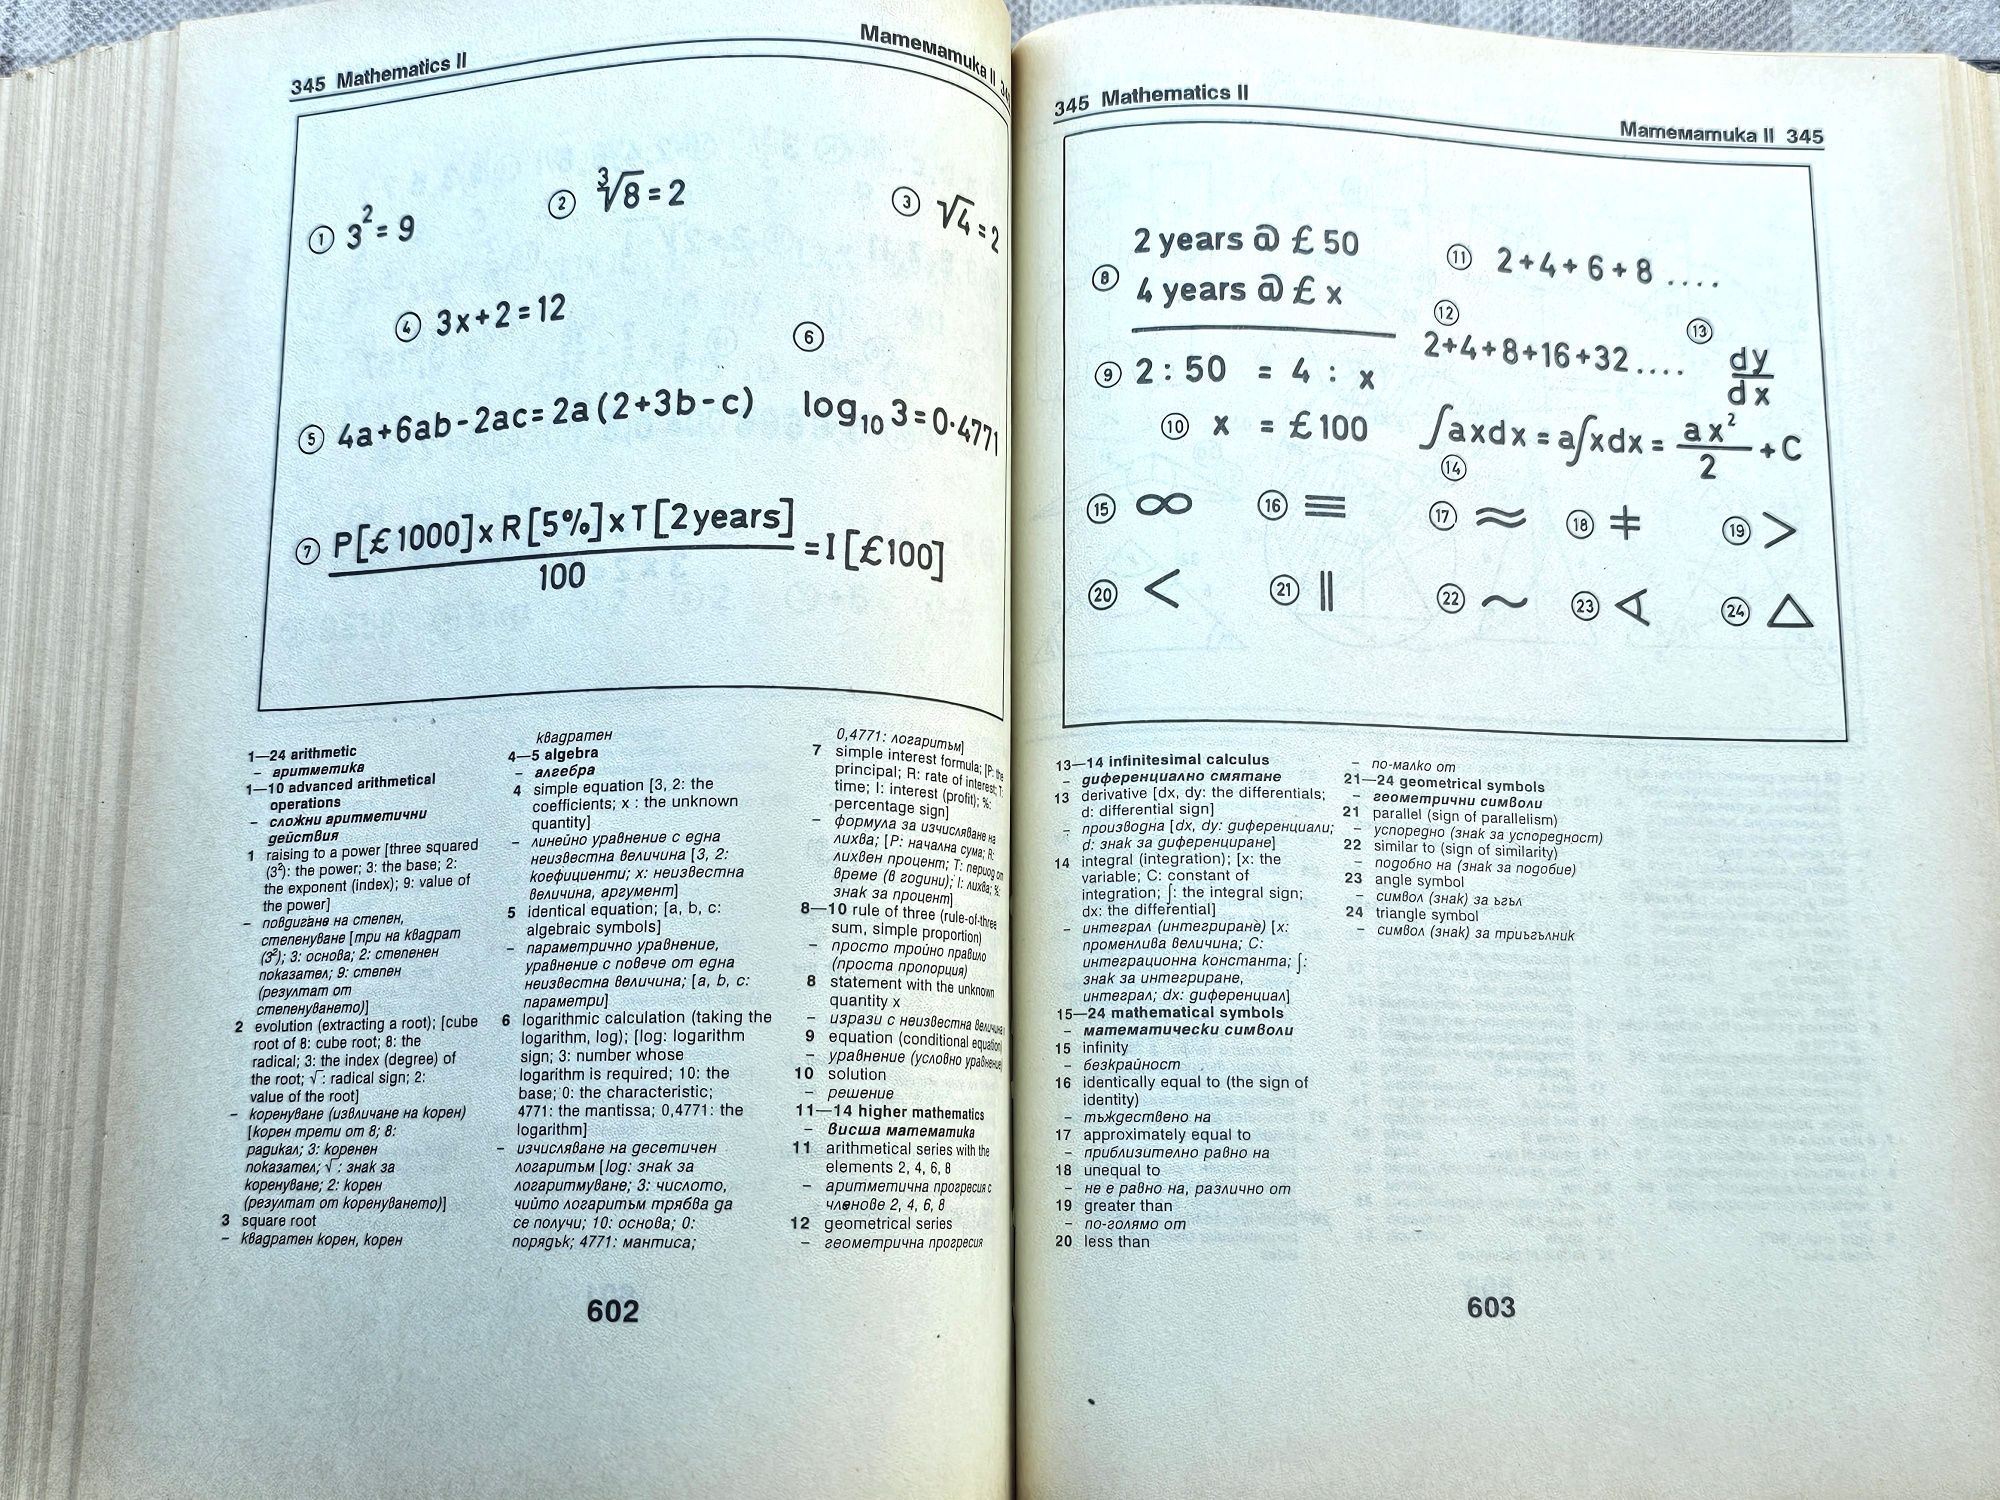 345 Mathematics II
Математика II 345
① 3² = 9
② ∛8 = 2
③ √4 = 2
④ 3x + 2 = 12
⑤ 4a + 6ab - 2ac = 2a (2 + 3b - c)
⑥
log₁₀ 3 = 0·4771
⑦ P[£1000] x R[5%] x T[2 years]
100
= I [£100]
1—24 arithmetic
– аритметика
1—10 advanced arithmetical
operations
– сложни аритметични
действия
1 raising to a power [three squared
(3²): the power; 3: the base; 2:
the exponent (index); 9: value of
the power]
– повдигане на степен,
степенуване [три на квадрат
(3²); 3: основа; 2: степенен
показател; 9: степен
(резултат от
степенуването)]
2 evolution (extracting a root); [cube
root of 8: cube root; 8: the
radical; 3: the index (degree) of
the root; √ : radical sign; 2:
value of the root]
– коренуване (извличане на корен)
[корен трети от 8; 8:
радикал; 3: коренен
показател; √ : знак за
коренуване; 2: корен
(резултат от коренуването)]
3 square root
– квадратен корен, корен
квадратен
4—5 algebra
– алгебра
4 simple equation [3, 2: the
coefficients; x : the unknown
quantity]
– линейно уравнение с една
неизвестна величина [3, 2:
коефициенти; x: неизвестна
величина, аргумент]
5 identical equation; [a, b, c:
algebraic symbols]
– параметрично уравнение,
уравнение с повече от една
неизвестна величина; [a, b, c:
параметри]
6 logarithmic calculation (taking the
logarithm, log); [log: logarithm
sign; 3: number whose
logarithm is required; 10: the
base; 0: the characteristic;
4771: the mantissa; 0,4771: the
logarithm]
– изчисляване на десетичен
логаритъм [log: знак за
логаритмуване; 3: числото,
чийто логаритъм трябва да
се получи; 10: основа; 0:
порядък; 4771: мантиса;
0,4771: логаритъм]
7 simple interest formula; [P: the
principal; R: rate of interest; T:
time; I: interest (profit); %:
percentage sign]
– формула за изчисляване на
лихва; [P: начална сума; R:
лихвен процент; T: период от
време (в години); I: лихва; %:
знак за процент]
8—10 rule of three (rule-of-three
sum, simple proportion)
– просто тройно правило
(проста пропорция)
8 statement with the unknown
quantity x
– изрази с неизвестна величина
9 equation (conditional equation)
– уравнение (условно уравнение)
10 solution
– решение
11—14 higher mathematics
– висша математика
11 arithmetical series with the
elements 2, 4, 6, 8
– аритметична прогресия с
членове 2, 4, 6, 8
12 geometrical series
– геометрична прогресия
602
345 Mathematics II
Математика II 345
⑧ 2 years @ £ 50
4 years @ £ x
⑨ 2 : 50 = 4 : x
⑩ x = £100
⑪ 2 + 4 + 6 + 8 ....
⑫
2+4+8+16+32....
⑬
dy
dx
∫axdx = a∫xdx = ax²/2 + C
⑭
⑮ ∞ ⑯ ≡ ⑰ ≈ ⑱ ≠ ⑲ >
⑳ < ㉑ ∥ ㉒ ~ ㉓ ∢ ㉔ △
13—14 infinitesimal calculus
– диференциално смятане
13 derivative [dx, dy: the differentials;
d: differential sign]
– производна [dx, dy: диференциали;
d: знак за диференциране]
14 integral (integration); [x: the
variable; C: constant of
integration; ∫: the integral sign;
dx: the differential]
– интеграл (интегриранè) [x:
променлива величина; C:
интеграционна константа; ∫:
знак за интегриране,
интеграл; dx: диференциал]
15—24 mathematical symbols
– математически символи
15 infinity
– безкрайност
16 identically equal to (the sign of
identity)
– тъждествено на
17 approximately equal to
– приблизително равно на
18 unequal to
– не е равно на, различно от
19 greater than
– по-голямо от
20 less than
– по-малко от
21—24 geometrical symbols
– геометрични символи
21 parallel (sign of parallelism)
– успоредно (знак за успоредност)
22 similar to (sign of similarity)
– подобно на (знак за подобие)
23 angle symbol
– символ (знак) за ъгъл
24 triangle symbol
– символ (знак) за триъгълник
603